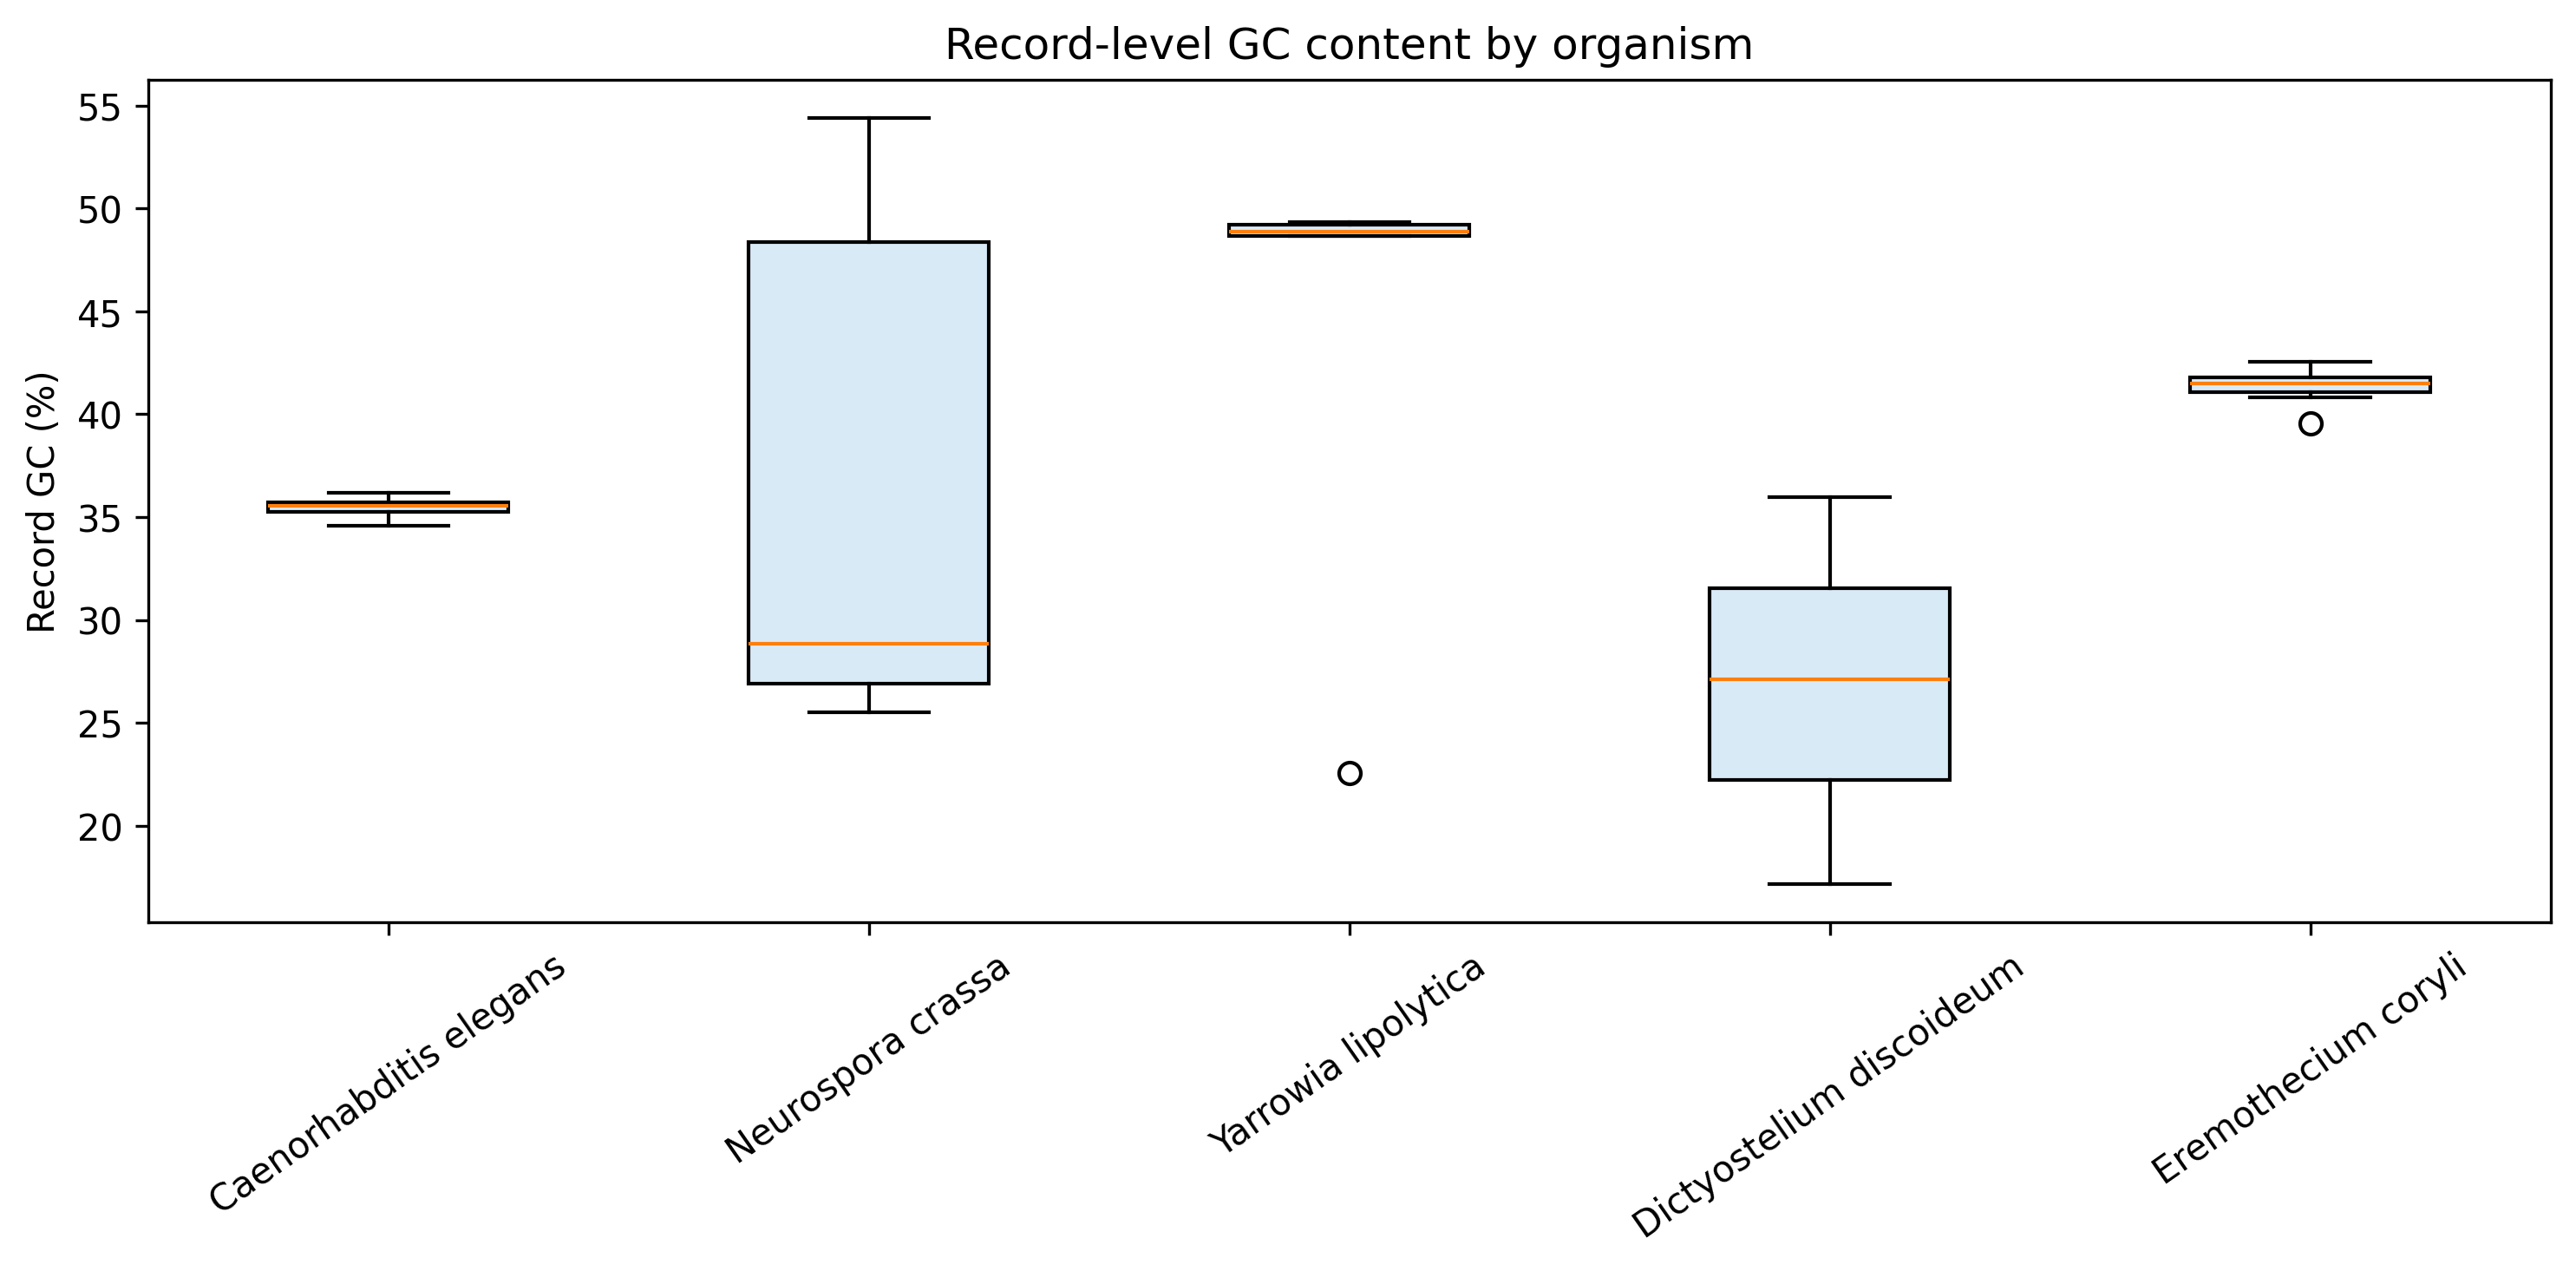 Record-level GC content by organism
Record GC (%)
55
50
45
40
35
30
25
20
Caenorhabditis elegans
Neurospora crassa
Yarrowia lipolytica
Dictyostelium discoideum
Eremothecium coryli